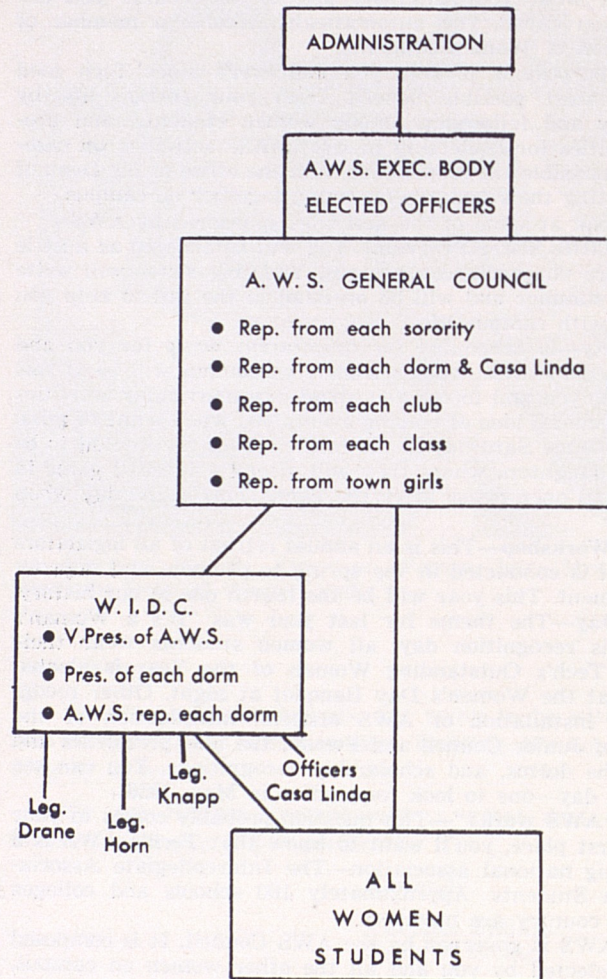 ADMINISTRATION
A.W.S. EXEC. BODY
ELECTED OFFICERS
A.W.S. GENERAL COUNCIL
● Rep. from each sorority
● Rep. from each dorm & Casa Linda
● Rep. from each club
● Rep. from each class
● Rep. from town girls
W. I. D. C.
● V.Pres. of A.W.S.
● Pres. of each dorm
● A.W.S. rep. each dorm
Leg.
Drane
Leg.
Horn
Leg.
Knapp
Officers
Casa Linda
ALL
WOMEN
STUDENTS